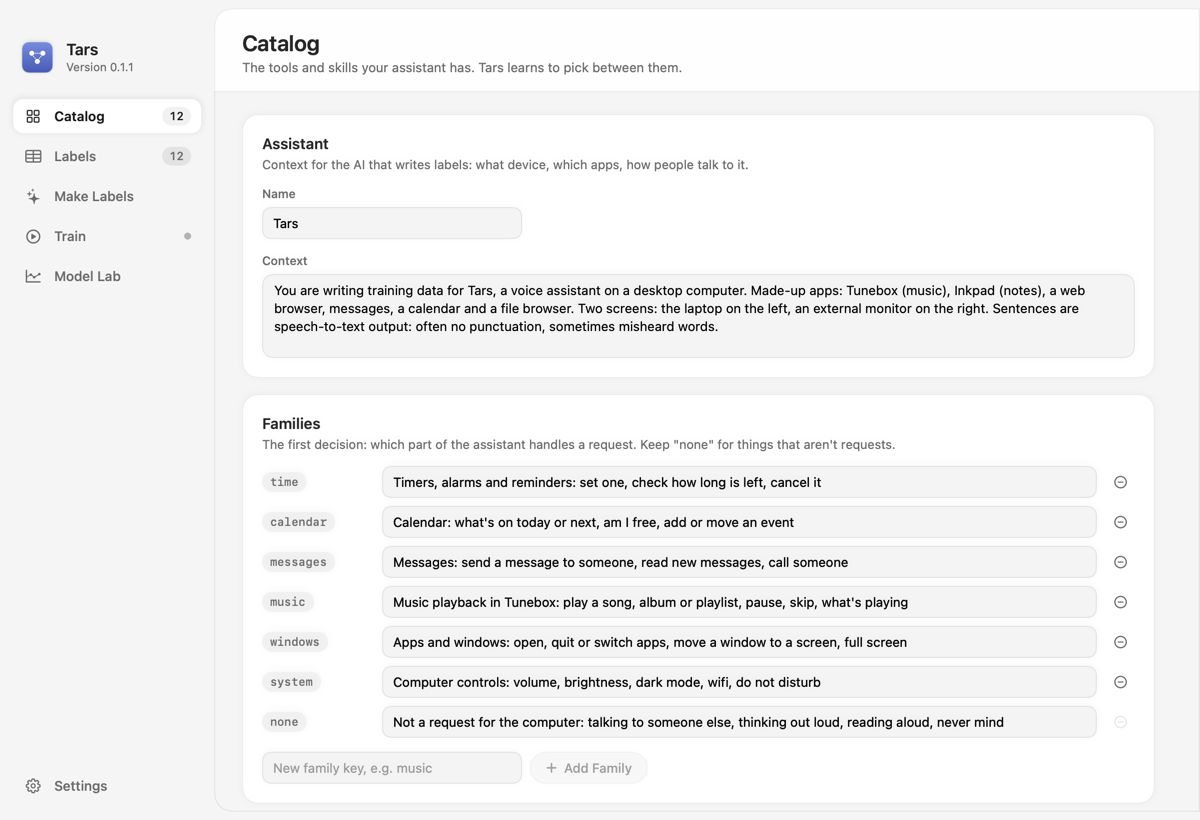 Tars
Version 0.1.1
Catalog 12
Labels 12
Make Labels
Train
Model Lab
Settings
Catalog
The tools and skills your assistant has. Tars learns to pick between them.
Assistant
Context for the AI that writes labels: what device, which apps, how people talk to it.
Name
Tars
Context
You are writing training data for Tars, a voice assistant on a desktop computer. Made-up apps: Tunebox (music), Inkpad (notes), a web
browser, messages, a calendar and a file browser. Two screens: the laptop on the left, an external monitor on the right. Sentences are
speech-to-text output: often no punctuation, sometimes misheard words.
Families
The first decision: which part of the assistant handles a request. Keep "none" for things that aren't requests.
time Timers, alarms and reminders: set one, check how long is left, cancel it
calendar Calendar: what's on today or next, am I free, add or move an event
messages Messages: send a message to someone, read new messages, call someone
music Music playback in Tunebox: play a song, album or playlist, pause, skip, what's playing
windows Apps and windows: open, quit or switch apps, move a window to a screen, full screen
system Computer controls: volume, brightness, dark mode, wifi, do not disturb
none Not a request for the computer: talking to someone else, thinking out loud, reading aloud, never mind
New family key, e.g. music + Add Family